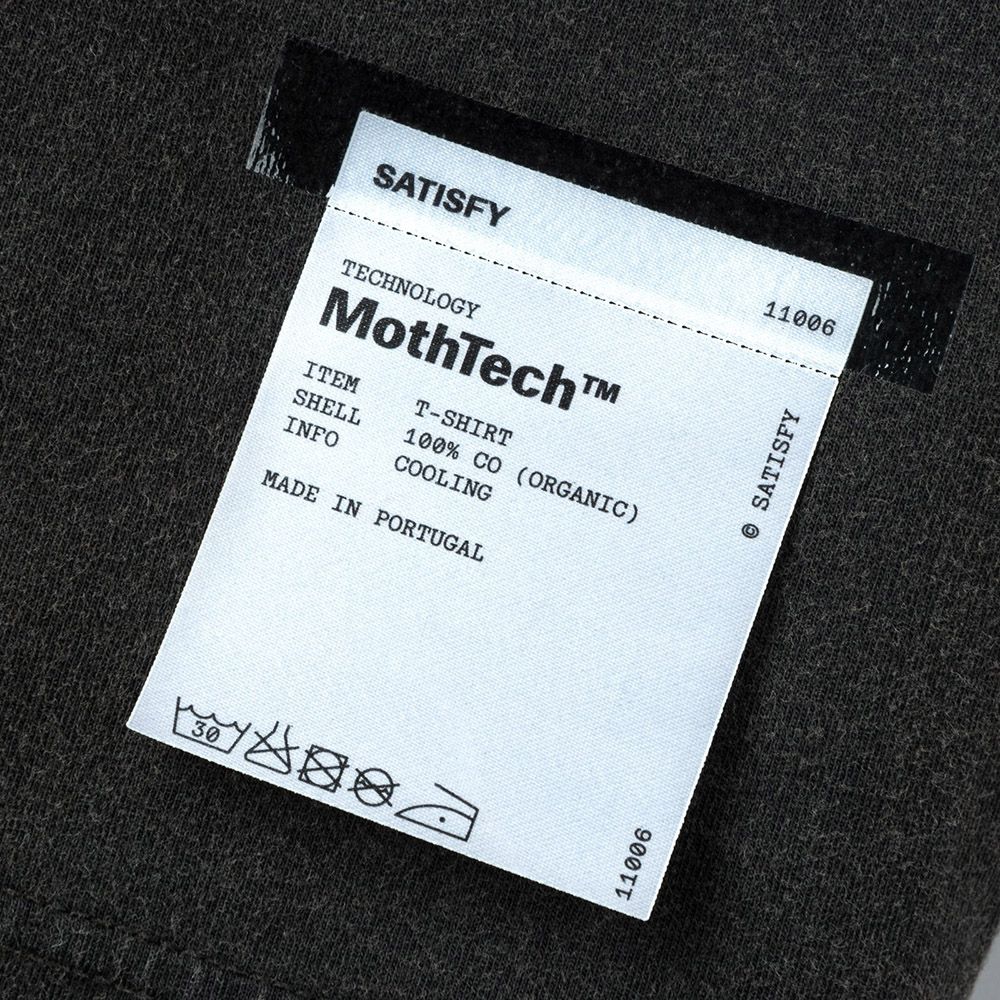 SATISFY
11006
TECHNOLOGY
MothTech™
ITEM T-SHIRT
SHELL 100% CO (ORGANIC)
INFO COOLING
MADE IN PORTUGAL
© SATISFY
30
11006